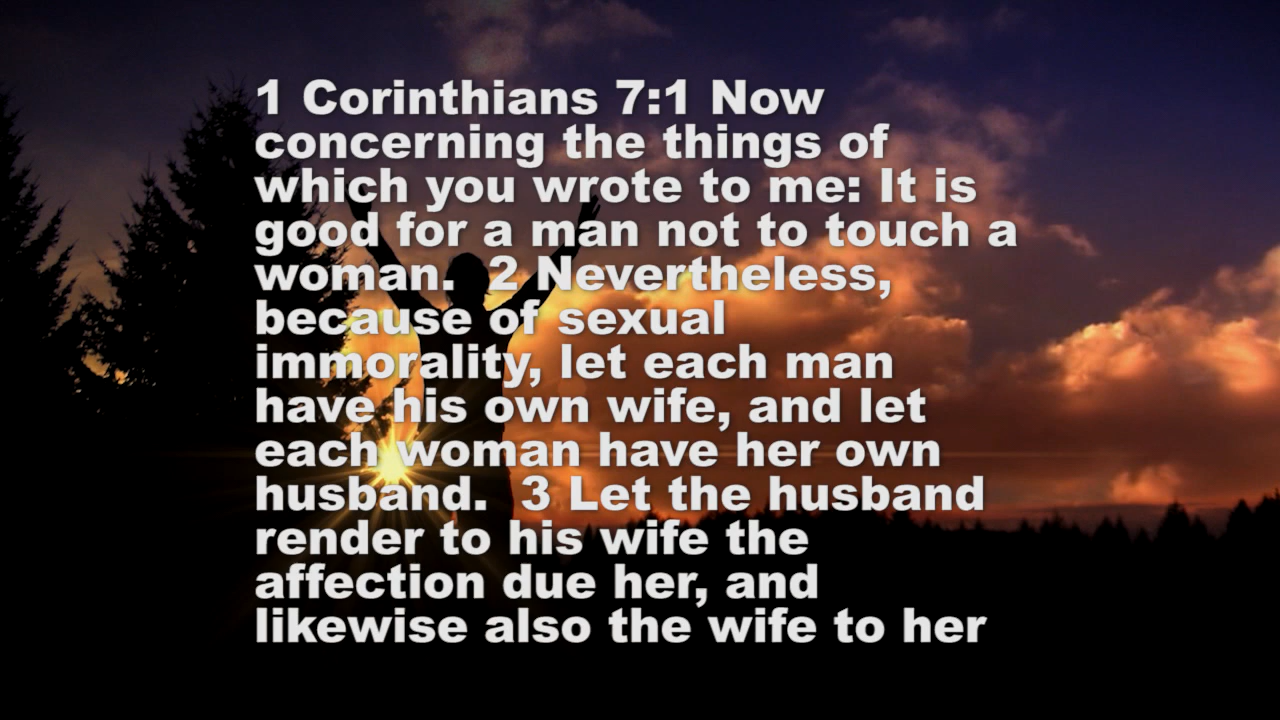 1 Corinthians 7:1 Now
concerning the things of
which you wrote to me: It is
good for a man not to touch a
woman.  2 Nevertheless,
because of sexual
immorality, let each man
have his own wife, and let
each woman have her own
husband.  3 Let the husband
render to his wife the
affection due her, and
likewise also the wife to her